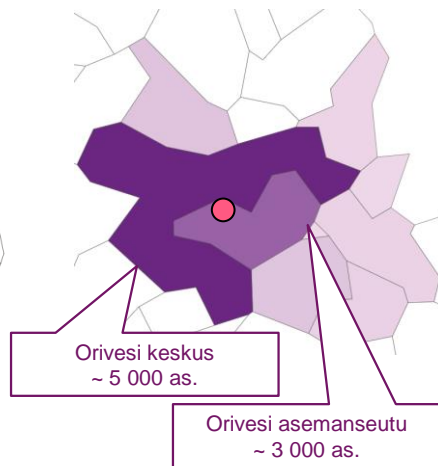 Orivesi keskus
~ 5 000 as.
Orivesi asemanseutu
~ 3 000 as.